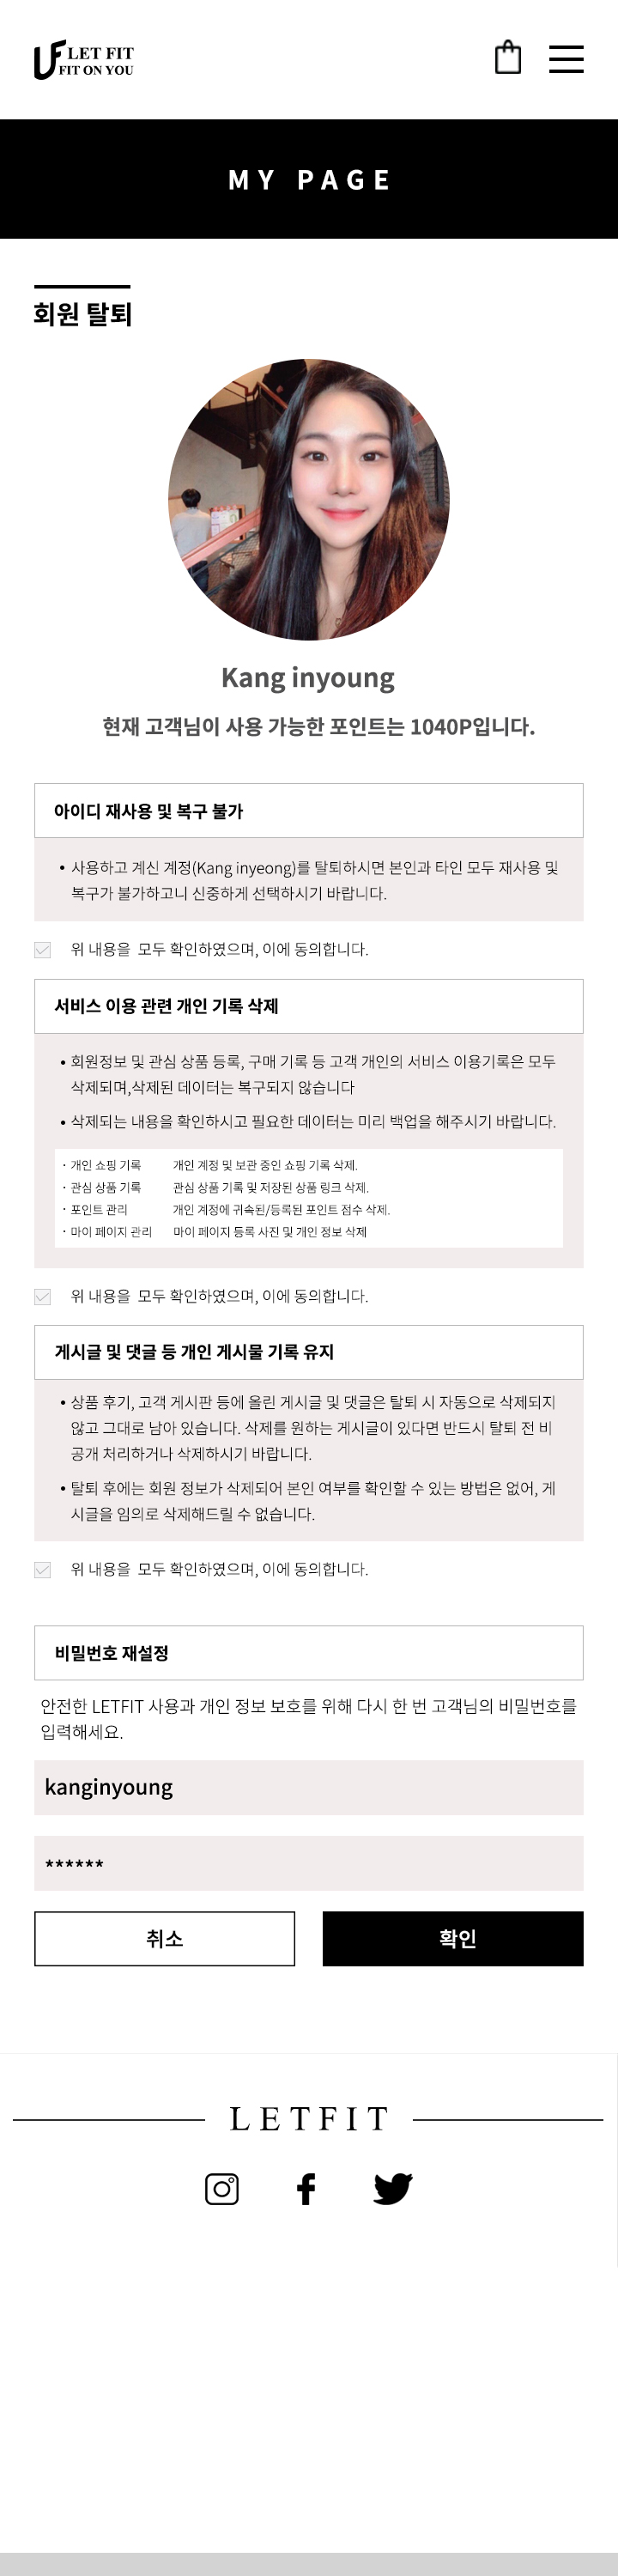 LET FIT
FIT ON YOU
MY PAGE
회원 탈퇴
Kang inyoung
현재 고객님이 사용 가능한 포인트는 1040P입니다.
아이디 재사용 및 복구 불가
• 사용하고 계신 계정(Kang inyeong)를 탈퇴하시면 본인과 타인 모두 재사용 및
복구가 불가하고니 신중하게 선택하시기 바랍니다.
위 내용을 모두 확인하였으며, 이에 동의합니다.
서비스 이용 관련 개인 기록 삭제
• 회원정보 및 관심 상품 등록, 구매 기록 등 고객 개인의 서비스 이용기록은 모두
삭제되며,삭제된 데이터는 복구되지 않습니다
• 삭제되는 내용을 확인하시고 필요한 데이터는 미리 백업을 해주시기 바랍니다.
· 개인 쇼핑 기록 개인 계정 및 보관 중인 쇼핑 기록 삭제.
· 관심 상품 기록 관심 상품 기록 및 저장된 상품 링크 삭제.
· 포인트 관리 개인 계정에 귀속된/등록된 포인트 점수 삭제.
· 마이 페이지 관리 마이 페이지 등록 사진 및 개인 정보 삭제
위 내용을 모두 확인하였으며, 이에 동의합니다.
게시글 및 댓글 등 개인 게시물 기록 유지
• 상품 후기, 고객 게시판 등에 올린 게시글 및 댓글은 탈퇴 시 자동으로 삭제되지
않고 그대로 남아 있습니다. 삭제를 원하는 게시글이 있다면 반드시 탈퇴 전 비
공개 처리하거나 삭제하시기 바랍니다.
• 탈퇴 후에는 회원 정보가 삭제되어 본인 여부를 확인할 수 있는 방법은 없어, 게
시글을 임의로 삭제해드릴 수 없습니다.
위 내용을 모두 확인하였으며, 이에 동의합니다.
비밀번호 재설정
안전한 LETFIT 사용과 개인 정보 보호를 위해 다시 한 번 고객님의 비밀번호를
입력해세요.
kanginyoung
******
취소 확인
LETFIT